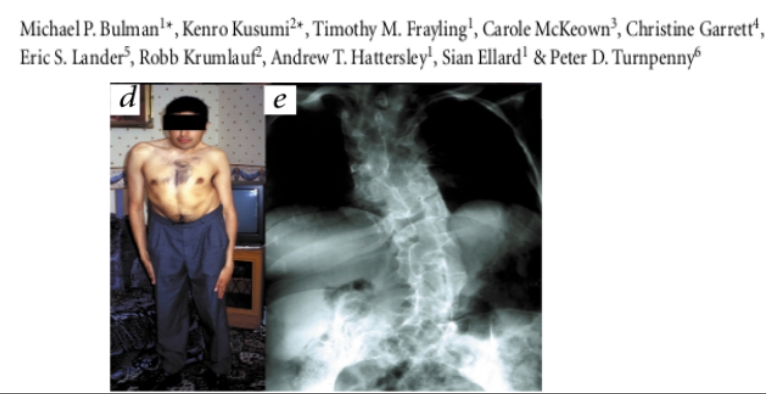 Michael P. Bulman1*, Kenro Kusumi2*, Timothy M. Frayling1, Carole McKeown3, Christine Garrett4,
Eric S. Lander5, Robb Krumlauf2, Andrew T. Hattersley1, Sian Ellard1 & Peter D. Turnpenny6
d e